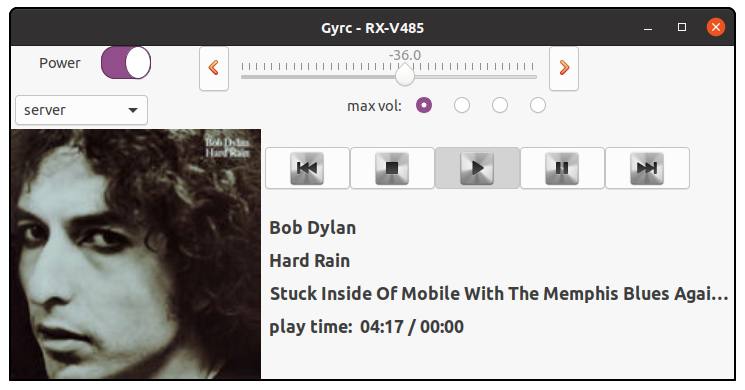 Gyrc - RX-V485
Power
-36.0
max vol:
server
Bob Dylan
Hard Rain
Bob Dylan
Hard Rain
Stuck Inside Of Mobile With The Memphis Blues Agai...
play time: 04:17 / 00:00